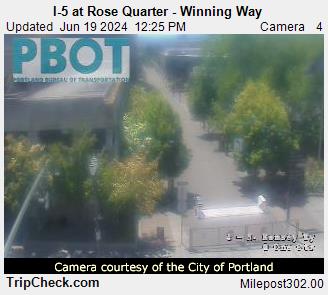 I-5 at Rose Quarter - Winning Way
Updated Jun 19 2024 12:25 PM Camera 4
PBOT
PORTLAND BUREAU OF TRANSPORTATION
Camera courtesy of the City of Portland
TripCheck.com Milepost302.00